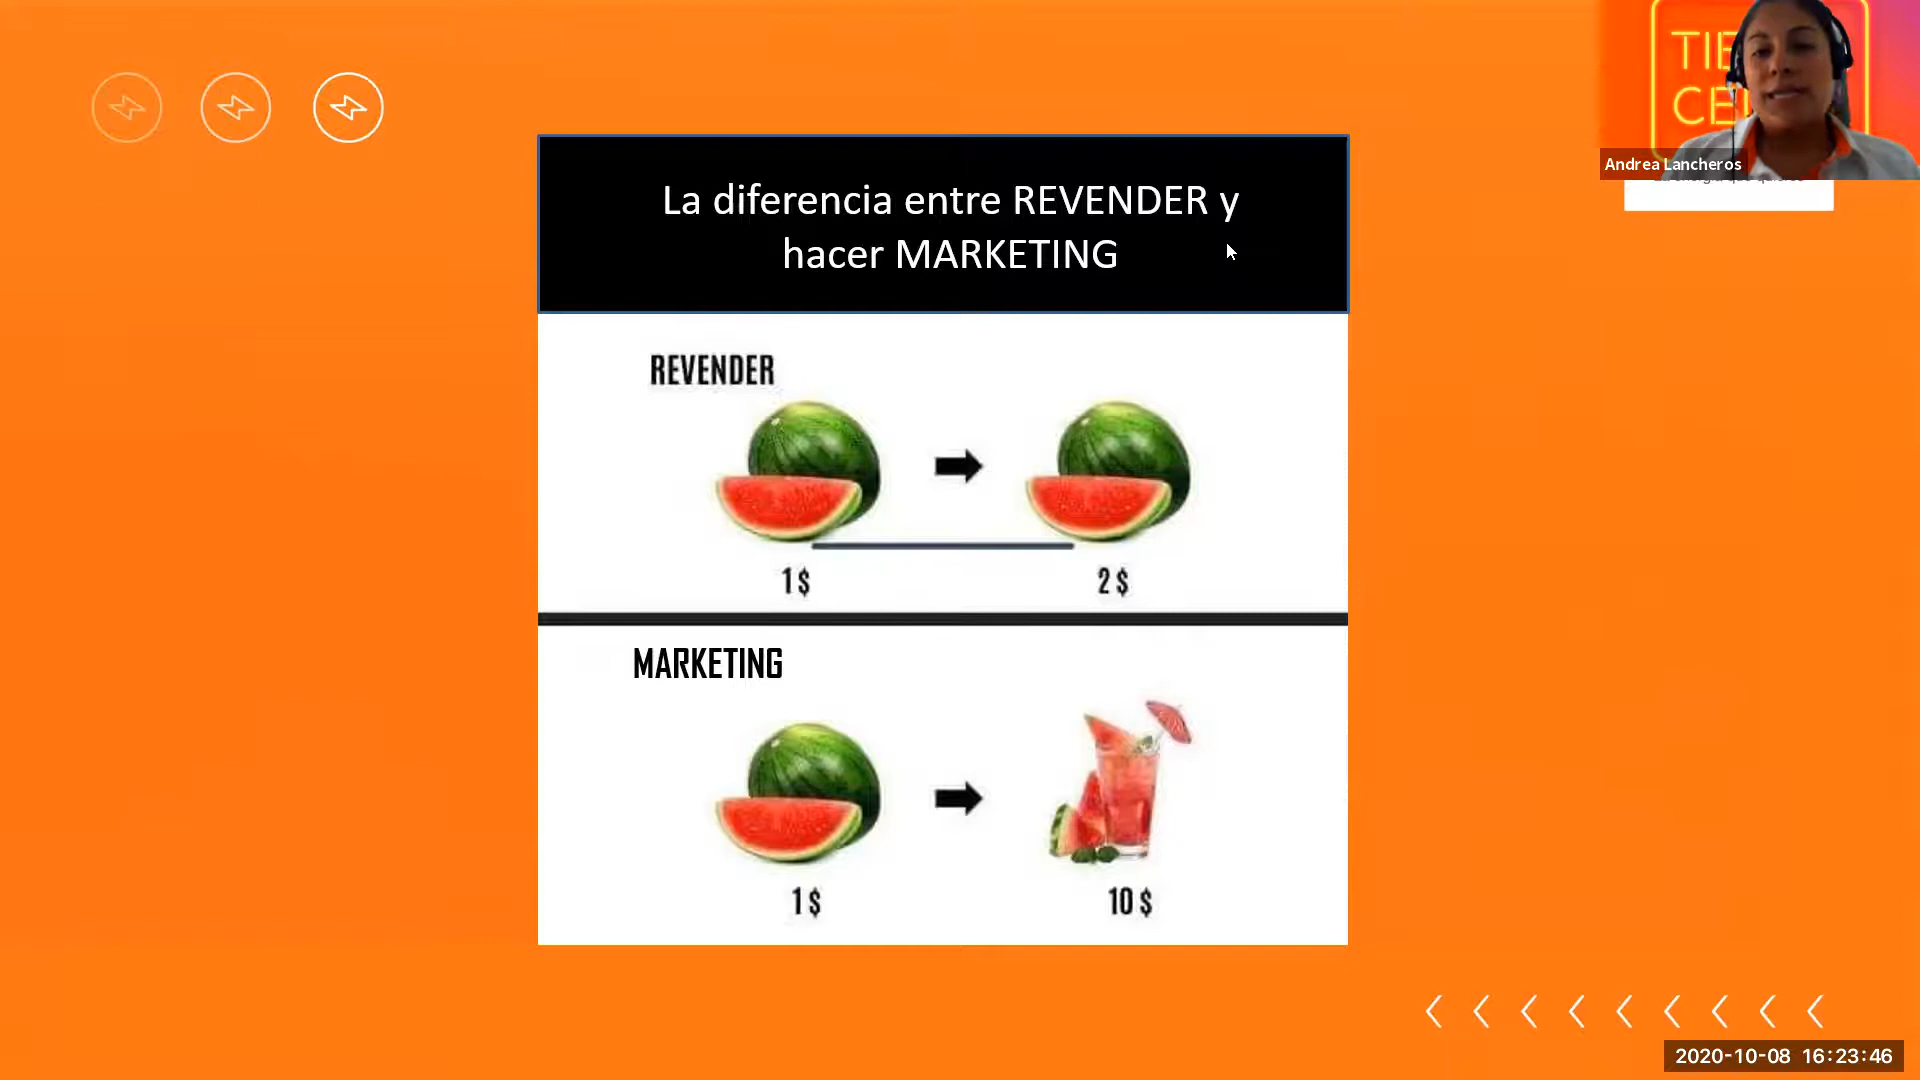 La diferencia entre REVENDER y
hacer MARKETING
REVENDER
1 $
2 $
MARKETING
1 $
10 $
Andrea Lancheros
2020-10-08 16:23:46